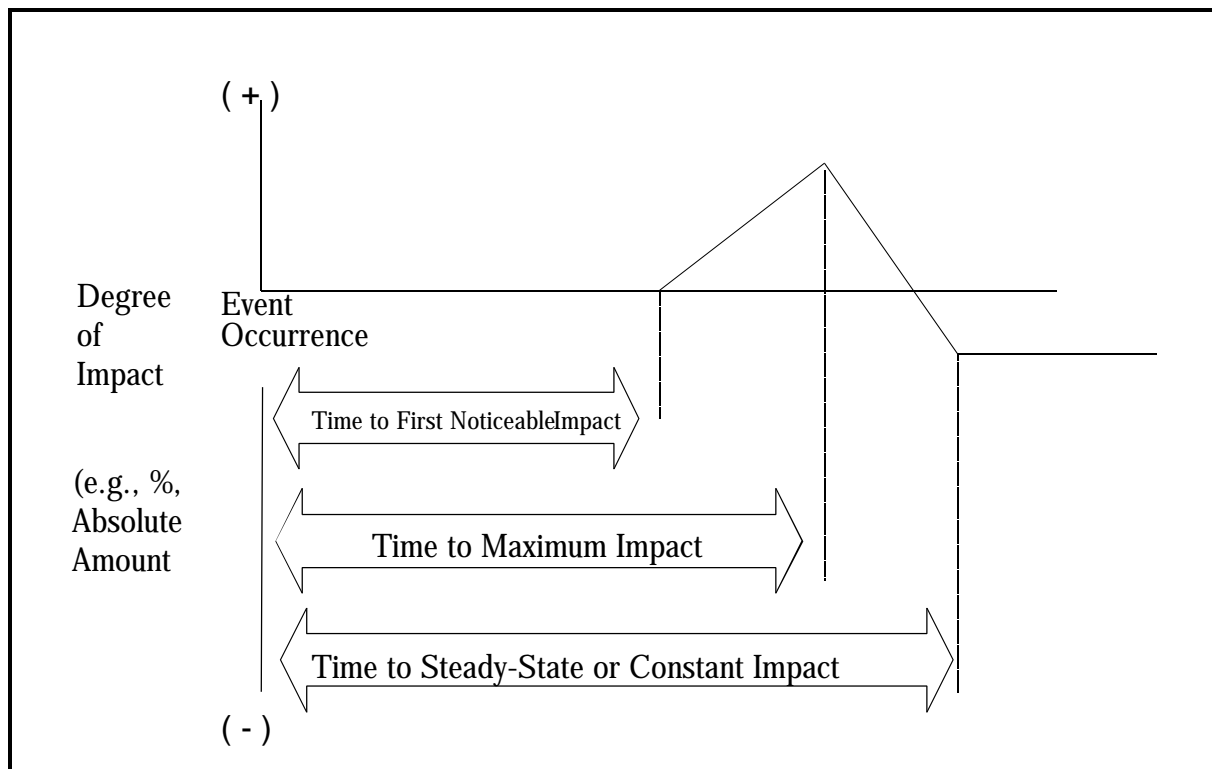 ( + )
Degree
of
Impact
Event
Occurrence
Time to First NoticeableImpact
(e.g., %,
Absolute
Amount
Time to Maximum Impact
Time to Steady-State or Constant Impact
( - )